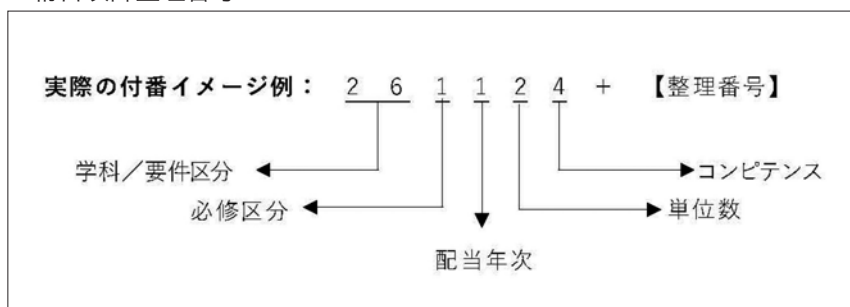 実際の付番イメージ例： 2 6 1 1 2 4 + 【整理番号】
学科／要件区分
コンピテンス
必修区分
単位数
配当年次